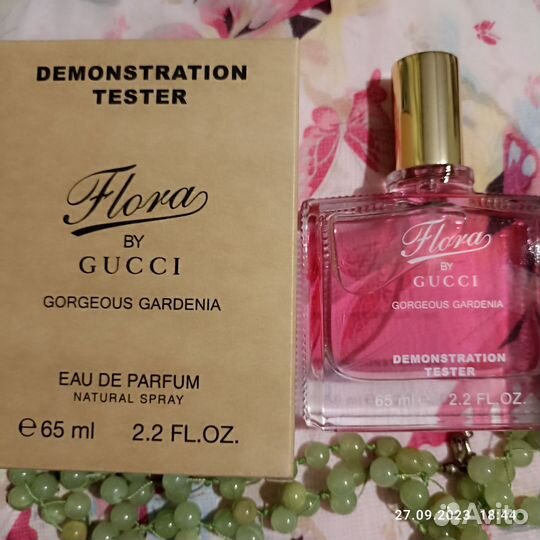 DEMONSTRATION
TESTER
Flora
BY
GUCCI
GORGEOUS GARDENIA
EAU DE PARFUM
NATURAL SPRAY
℮65 ml 2.2 FL.OZ.
Flora
BY
GUCCI
GORGEOUS GARDENIA
DEMONSTRATION
TESTER
℮65 ml ℮ 2.2 FL.OZ.
27.09.2023 18:44
Avito